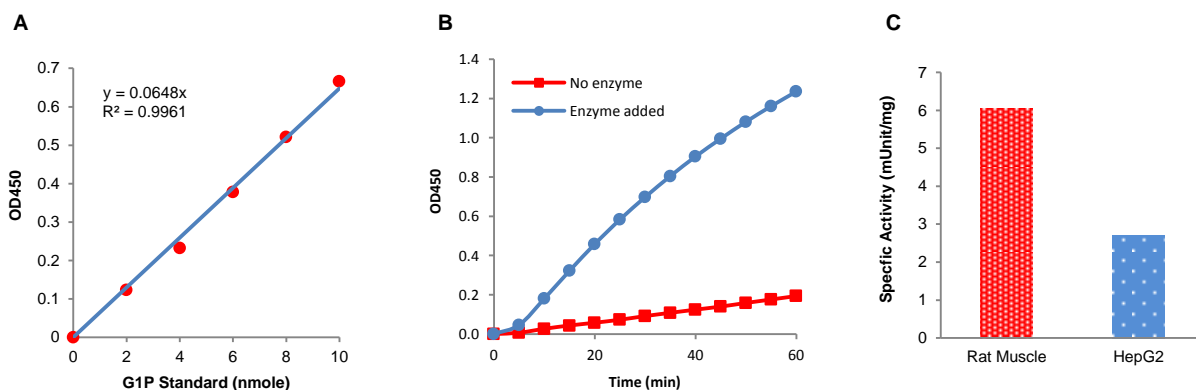 A
0.7
0.6
0.5
0.4
0.3
0.2
0.1
0
y = 0.0648x
R² = 0.9961
OD450
0 2 4 6 8 10
G1P Standard (nmole)
B
1.4
1.2
1.0
0.8
0.6
0.4
0.2
0.0
No enzyme
Enzyme added
OD450
0 20 40 60
Time (min)
C
7
6
5
4
3
2
1
0
Specfic Activity (mUnit/mg)
Rat Muscle HepG2